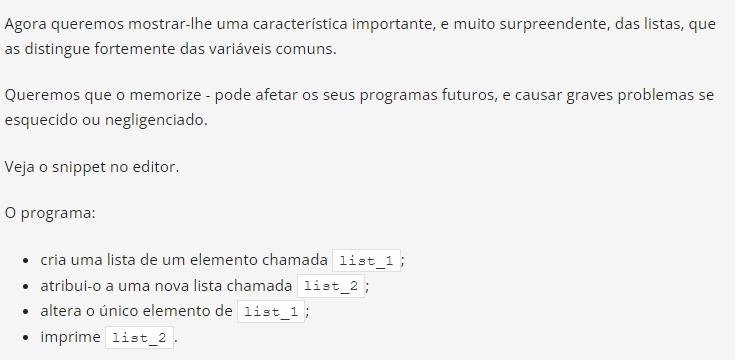 Agora queremos mostrar-lhe uma característica importante, e muito surpreendente, das listas, que
as distingue fortemente das variáveis comuns.
Queremos que o memorize - pode afetar os seus programas futuros, e causar graves problemas se
esquecido ou negligenciado.
Veja o snippet no editor.
O programa:
• cria uma lista de um elemento chamada list_1;
• atribui-o a uma nova lista chamada list_2;
• altera o único elemento de list_1;
• imprime list_2.